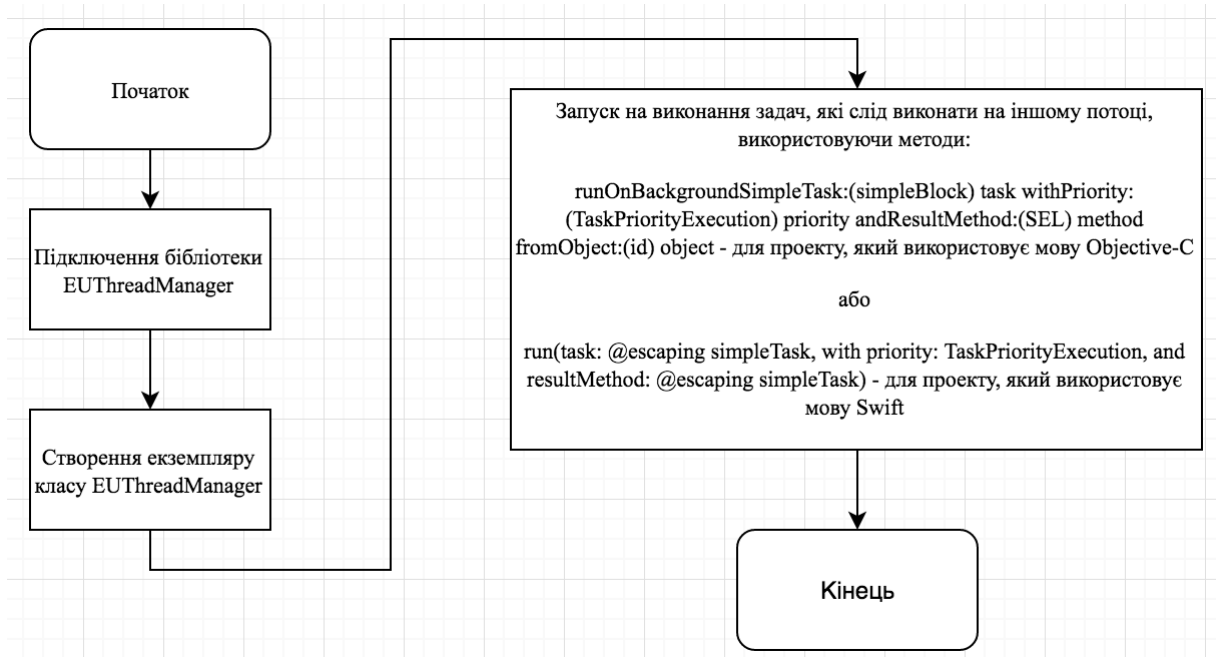 Початок
Підключення бібліотеки
EUThreadManager
Створення екземпляру
класу EUThreadManager
Запуск на виконання задач, які слід виконати на іншому потоці,
використовуючи методи:
runOnBackgroundSimpleTask:(simpleBlock) task withPriority:
(TaskPriorityExecution) priority andResultMethod:(SEL) method
fromObject:(id) object - для проекту, який використовує мову Objective-C
або
run(task: @escaping simpleTask, with priority: TaskPriorityExecution, and
resultMethod: @escaping simpleTask) - для проекту, який використовує
мову Swift
Кінець